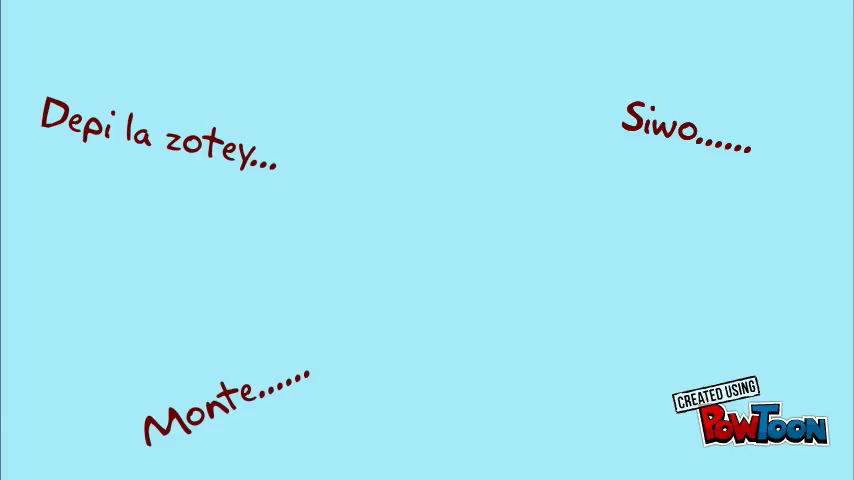 Depi la zotey...
Siwo......
Monte......
CREATED USING
POWTOON